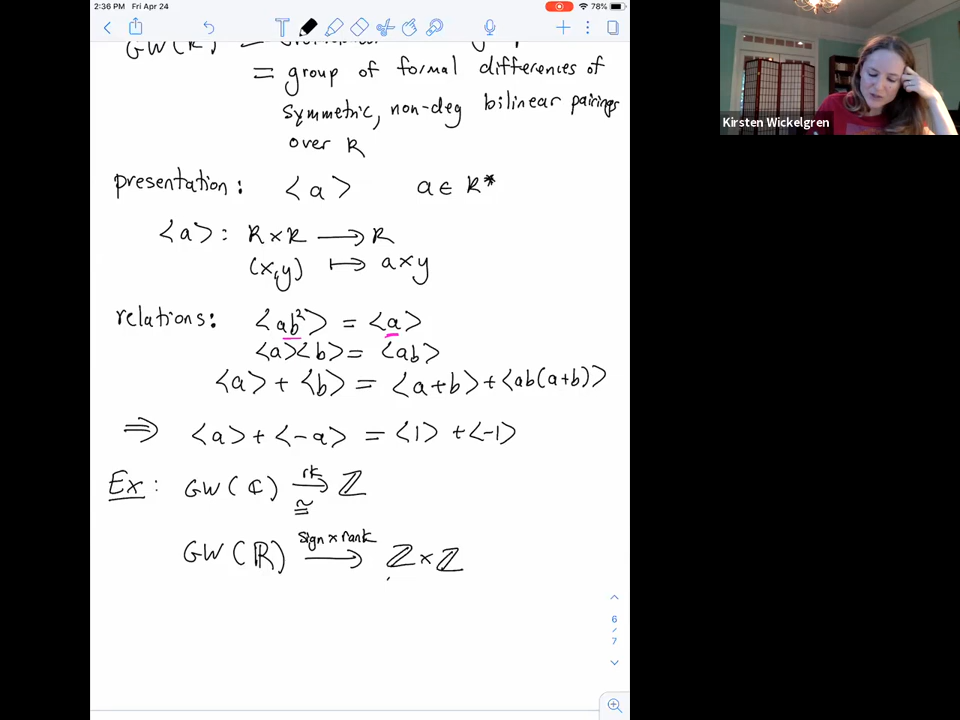 2:36 PM Fri Apr 24
78%
Kirsten Wickelgren
= group of formal differences of
symmetric, non-deg bilinear pairings
over k
presentation: <a> a ∈ k*
<a>: k×k ⟶ k
(x,y) ⟼ axy
relations: <ab²> = <a>
<a><b> = <ab>
<a> + <b> = <a+b> + <ab(a+b)>
⟹ <a> + <-a> = <1> + <-1>
Ex: GW(ℂ) rk ⟶ ≅ ℤ
GW(ℝ) sign × rank ⟶ ℤ×ℤ
6
/
7